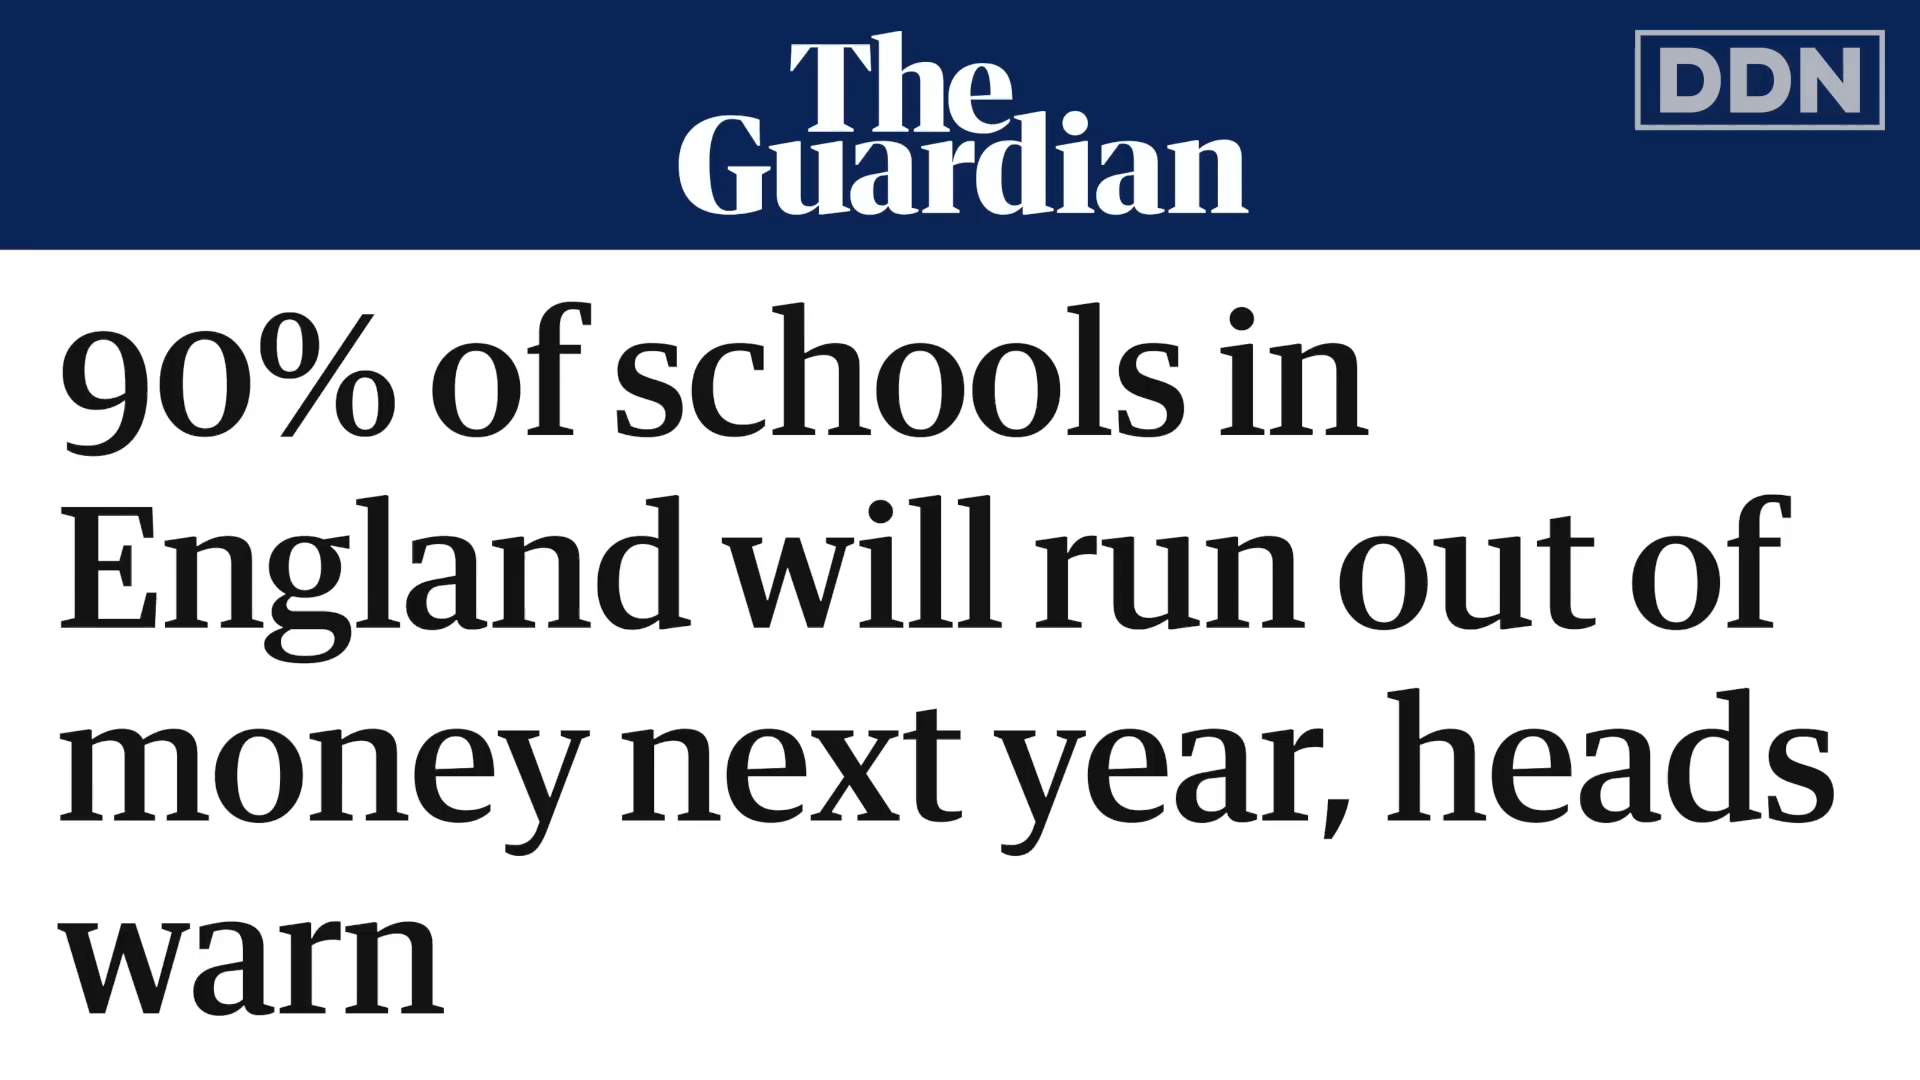 The
Guardian
DDN
90% of schools in
England will run out of
money next year, heads
warn